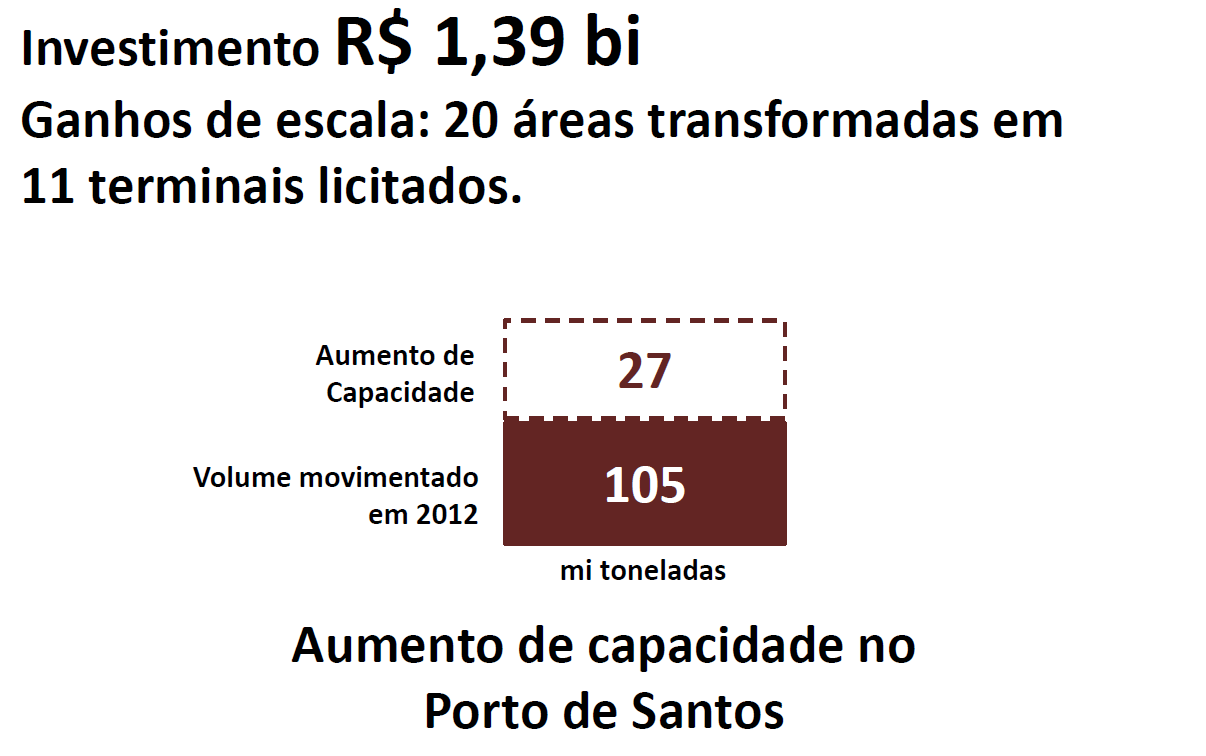 Investimento R$ 1,39 bi
Ganhos de escala: 20 áreas transformadas em
11 terminais licitados.
Aumento de
Capacidade
27
Volume movimentado
em 2012
105
mi toneladas
Aumento de capacidade no
Porto de Santos